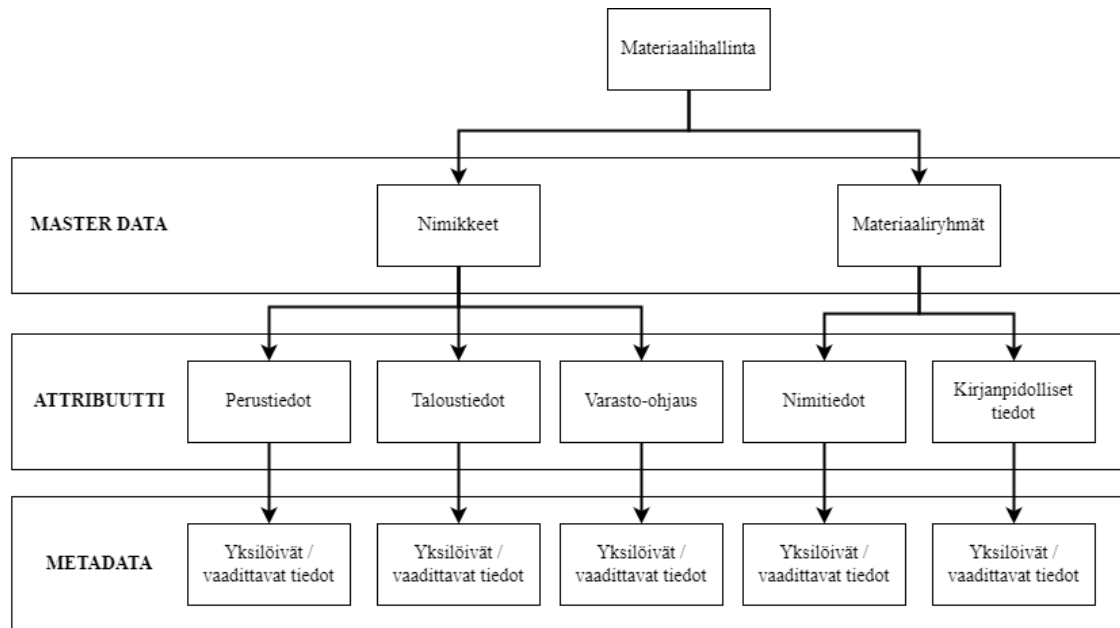 Materiaalihallinta
MASTER DATA
Nimikkeet
Materiaaliryhmät
ATTRIBUUTTI
Perustiedot
Taloustiedot
Varasto-ohjaus
Nimitiedot
Kirjanpidolliset
tiedot
METADATA
Yksilöivät /
vaadittavat tiedot
Yksilöivät /
vaadittavat tiedot
Yksilöivät /
vaadittavat tiedot
Yksilöivät /
vaadittavat tiedot
Yksilöivät /
vaadittavat tiedot